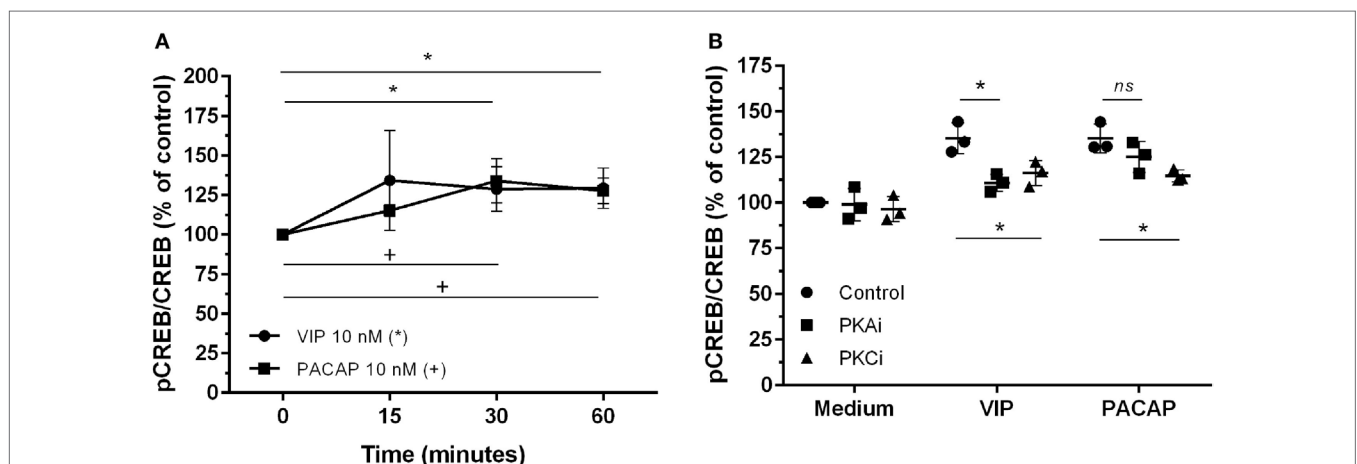 A
pCREB/CREB (% of control)
200
175
150
125
100
75
50
25
0
*
*
+
+
VIP 10 nM (*)
PACAP 10 nM (+)
0 15 30 60
Time (minutes)
B
pCREB/CREB (% of control)
175
150
125
100
75
50
25
0
* ns
* *
Control
PKAi
PKCi
Medium VIP PACAP